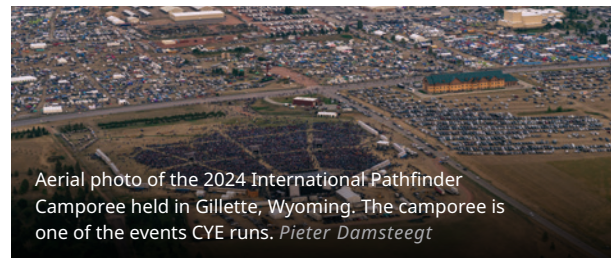 Aerial photo of the 2024 International Pathfinder
Camporee held in Gillette, Wyoming. The camporee is
one of the events CYE runs. Pieter Damsteegt